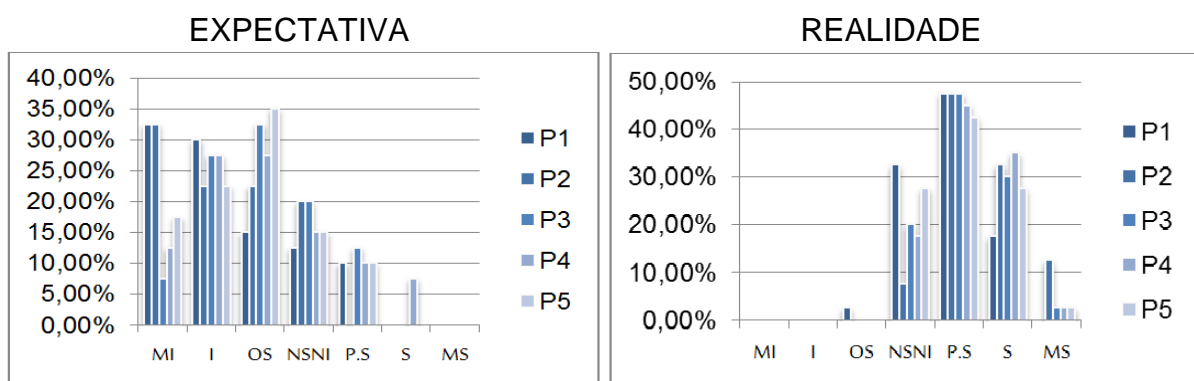 EXPECTATIVA
40,00%
35,00%
30,00%
25,00%
20,00%
15,00%
10,00%
5,00%
0,00%
MI I OS NSNI P.S S MS
P1
P2
P3
P4
P5
REALIDADE
50,00%
40,00%
30,00%
20,00%
10,00%
0,00%
MI I OS NSNI P.S S MS
P1
P2
P3
P4
P5